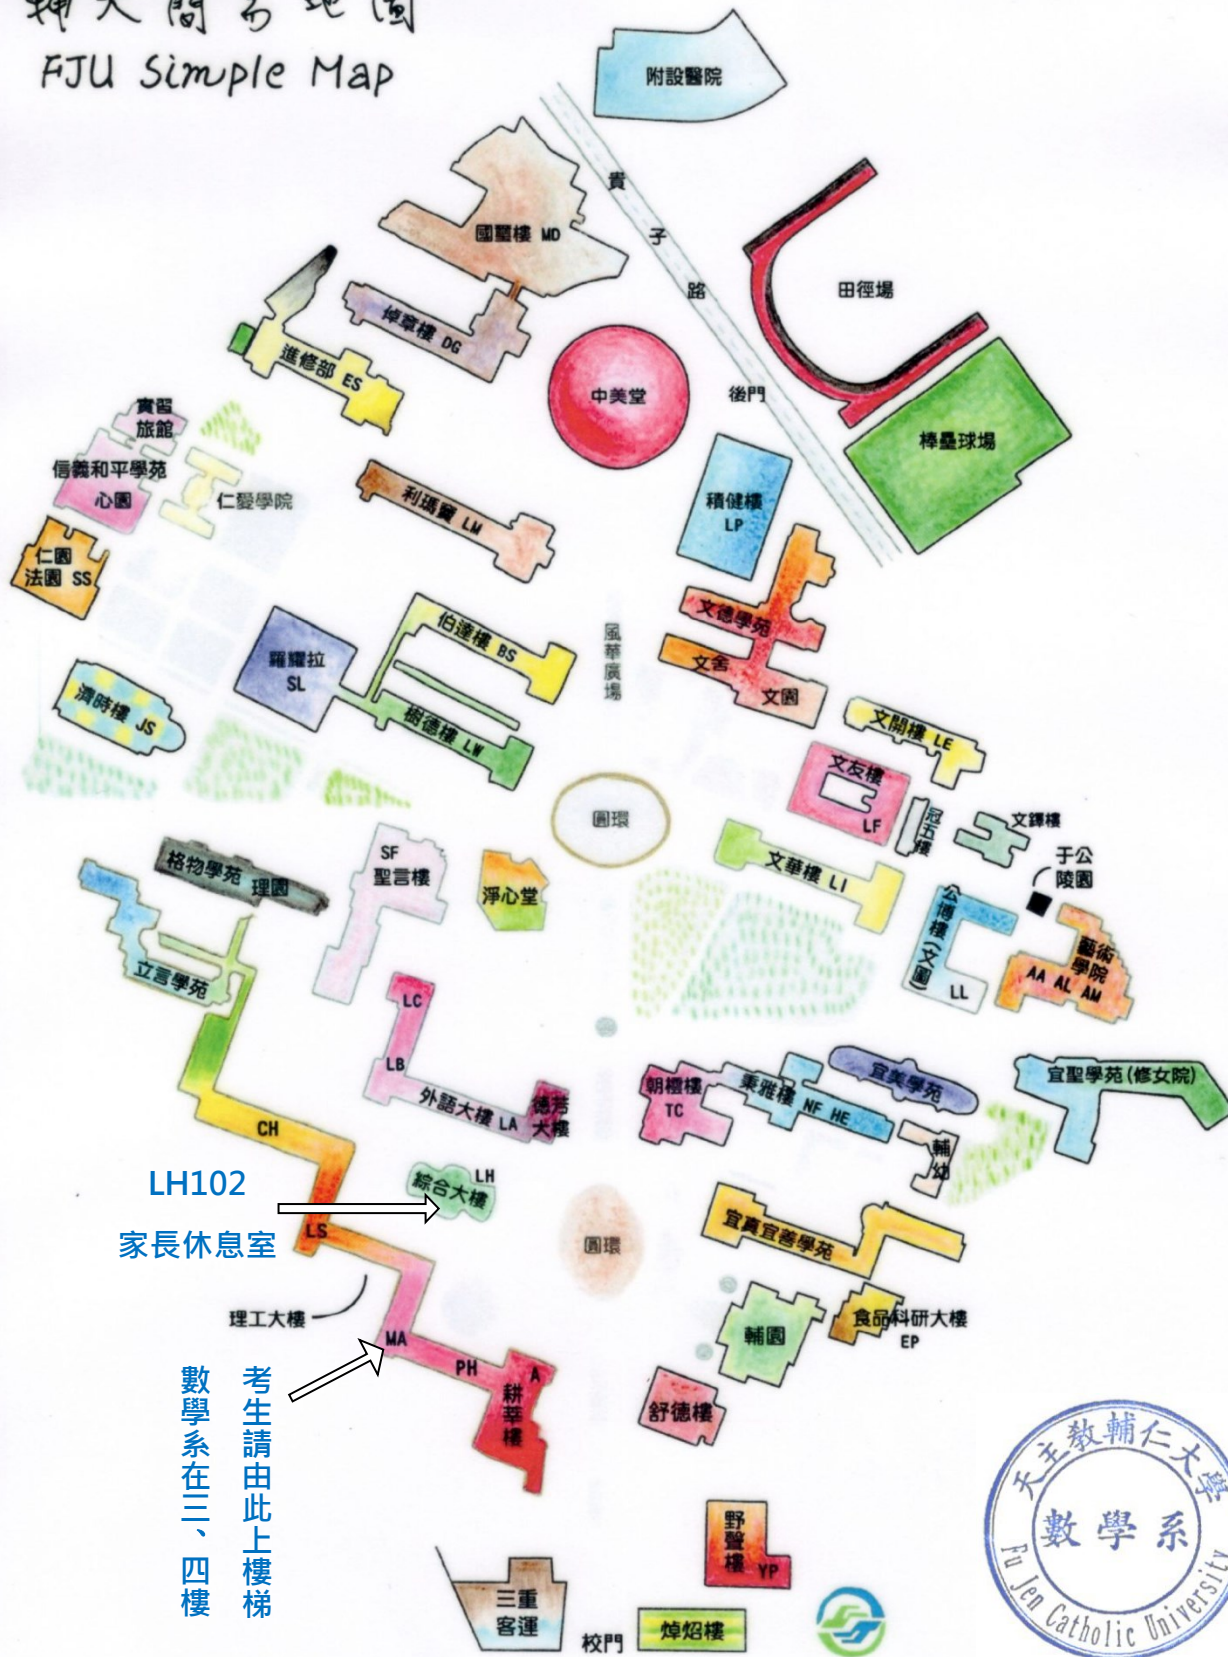 輔大簡易地圖
FJU Simple Map
附設醫院
貴子路
國璽樓 MD
田徑場
倬章樓 DG
進修部 ES
中美堂
後門
棒壘球場
實習
旅館
信義和平學苑
心園
仁愛學院
利瑪竇 LM
積健樓
LP
仁園
法園 SS
文德學苑
伯達樓 BS
風華廣場
羅耀拉
SL
文舍
文園
濟時樓 JS
樹德樓 LW
文開樓 LE
文友樓
LF
圓環
冠五樓
文鐸樓
格物學苑 理園
SF
聖言樓
淨心堂
文華樓 LI
于公
陵園
公博樓(文圖)
LL
藝術
學院
AA AL AM
立言學苑
LC
LB
外語大樓 LA
德芳
大樓
朝橒樓
TC
秉雅樓 NF HE
宜美學苑
宜聖學苑(修女院)
CH
輔幼
LH
綜合大樓
LH102
家長休息室
LS
圓環
宜真宜善學苑
理工大樓
MA
輔園
食品科研大樓
EP
PH
A
耕莘樓
舒德樓
考生請由此上樓梯
數學系在三、四樓
野聲樓
YP
三重
客運
校門
焯炤樓
天主教輔仁大學
數學系
Fu Jen Catholic University